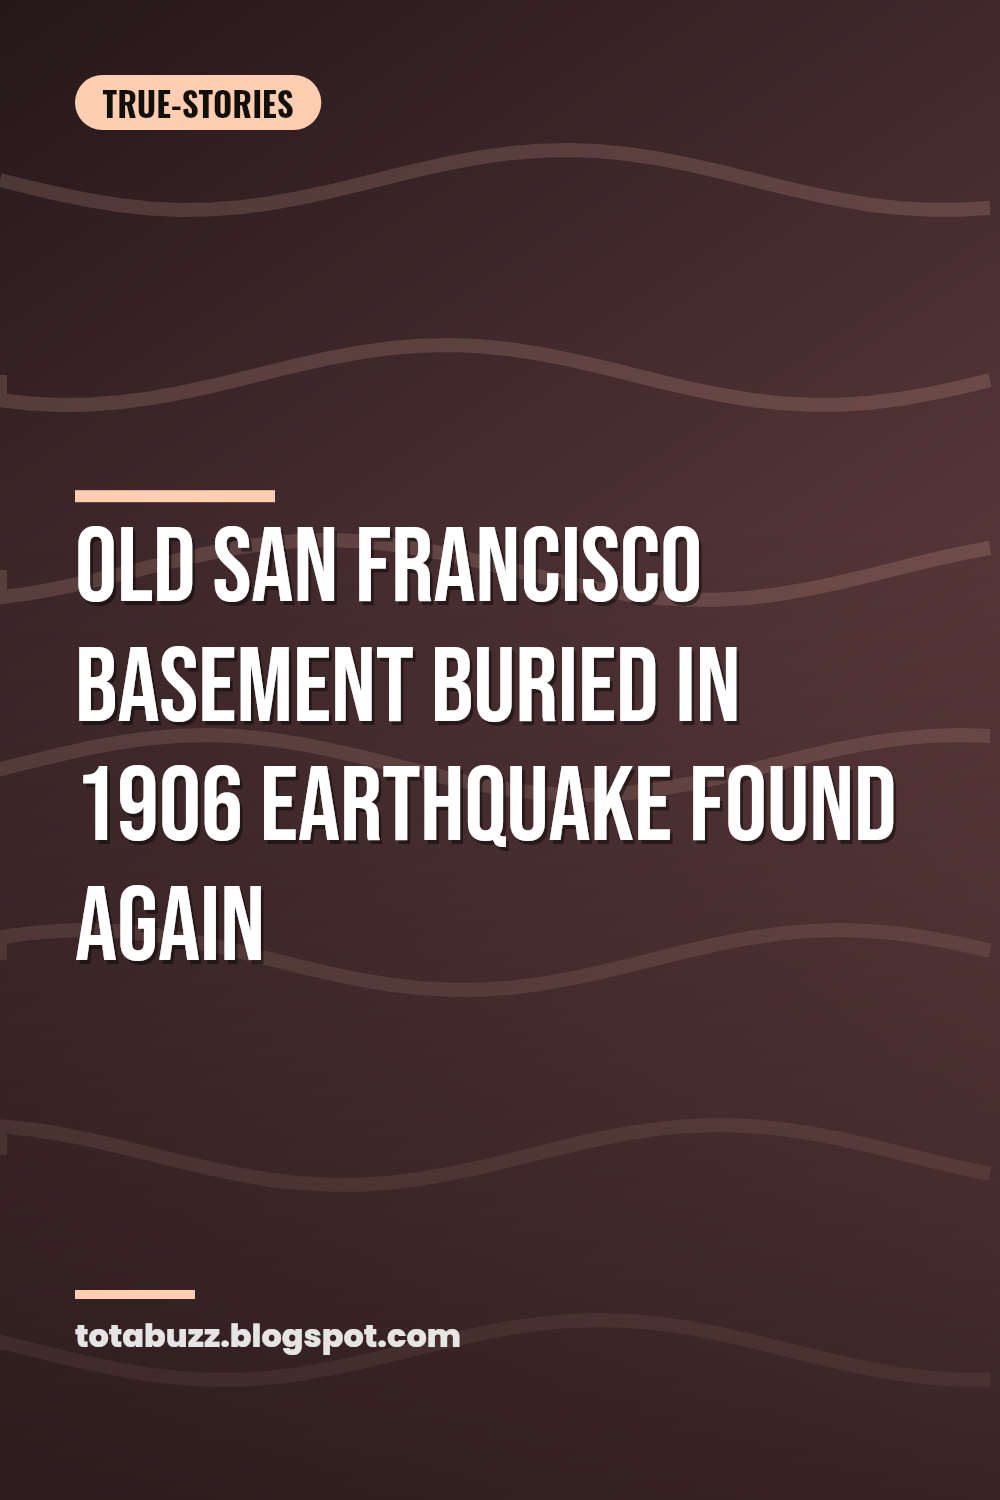 TRUE-STORIES
OLD SAN FRANCISCO
BASEMENT BURIED IN
1906 EARTHQUAKE FOUND
AGAIN
totabuzz.blogspot.com